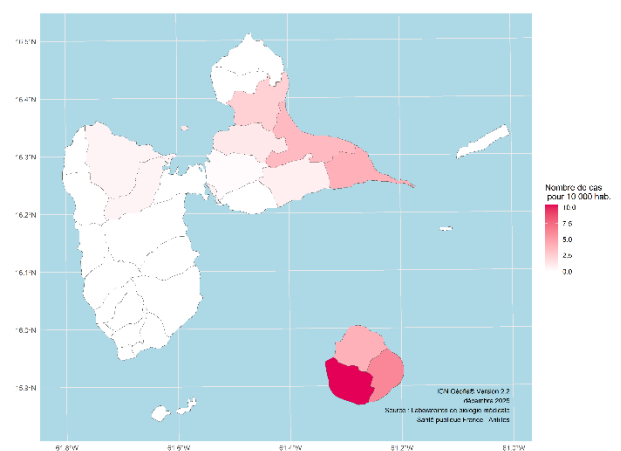 16.5°N
16.4°N
16.3°N
16.2°N
16.1°N
16.0°N
15.9°N
61.8°W
61.6°W
61.4°W
61.2°W
Nombre de cas
pour 10 000 hab.
10.0
7.5
5.0
2.5
0.0
IGN-Géofla® Version 2.2
décembre 2025
Source : Laboratoires de biologie médicale
Santé publique France - Antilles